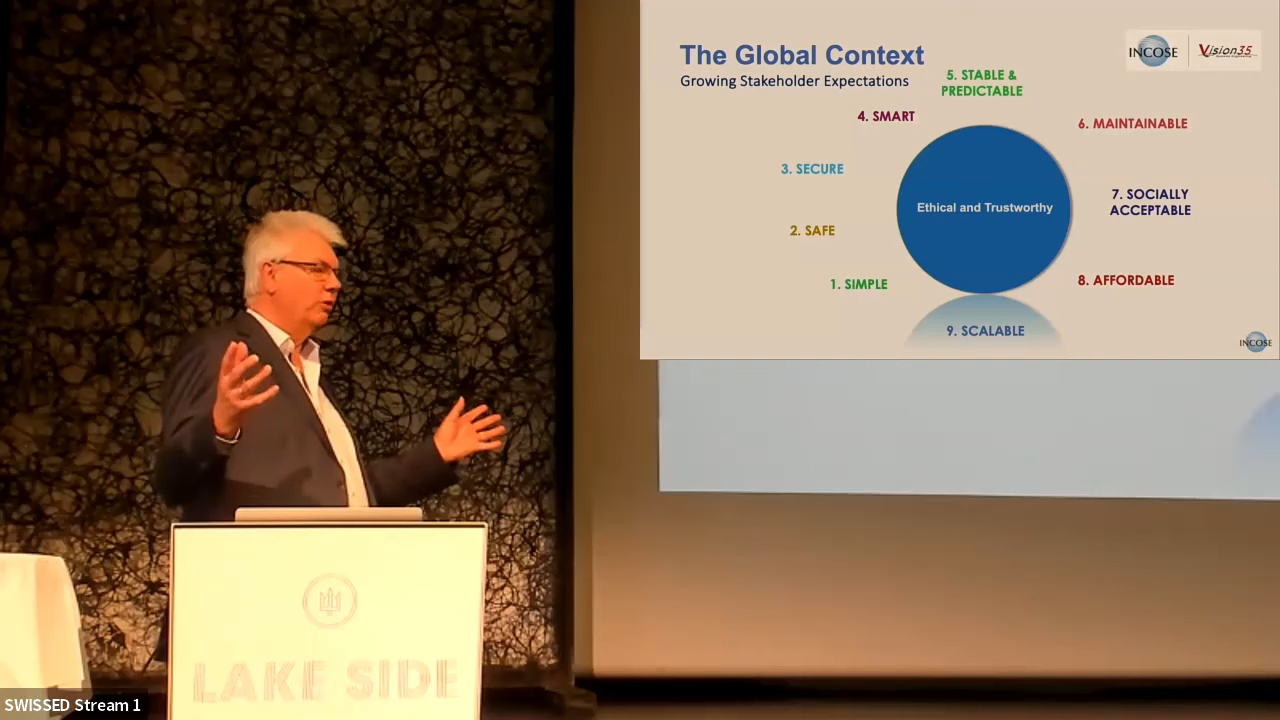 The Global Context
Growing Stakeholder Expectations
INCOSE
Vision35
5. STABLE &
PREDICTABLE
4. SMART
6. MAINTAINABLE
3. SECURE
7. SOCIALLY
ACCEPTABLE
Ethical and Trustworthy
2. SAFE
1. SIMPLE
8. AFFORDABLE
9. SCALABLE
INCOSE
LAKE SIDE
SWISSED Stream 1